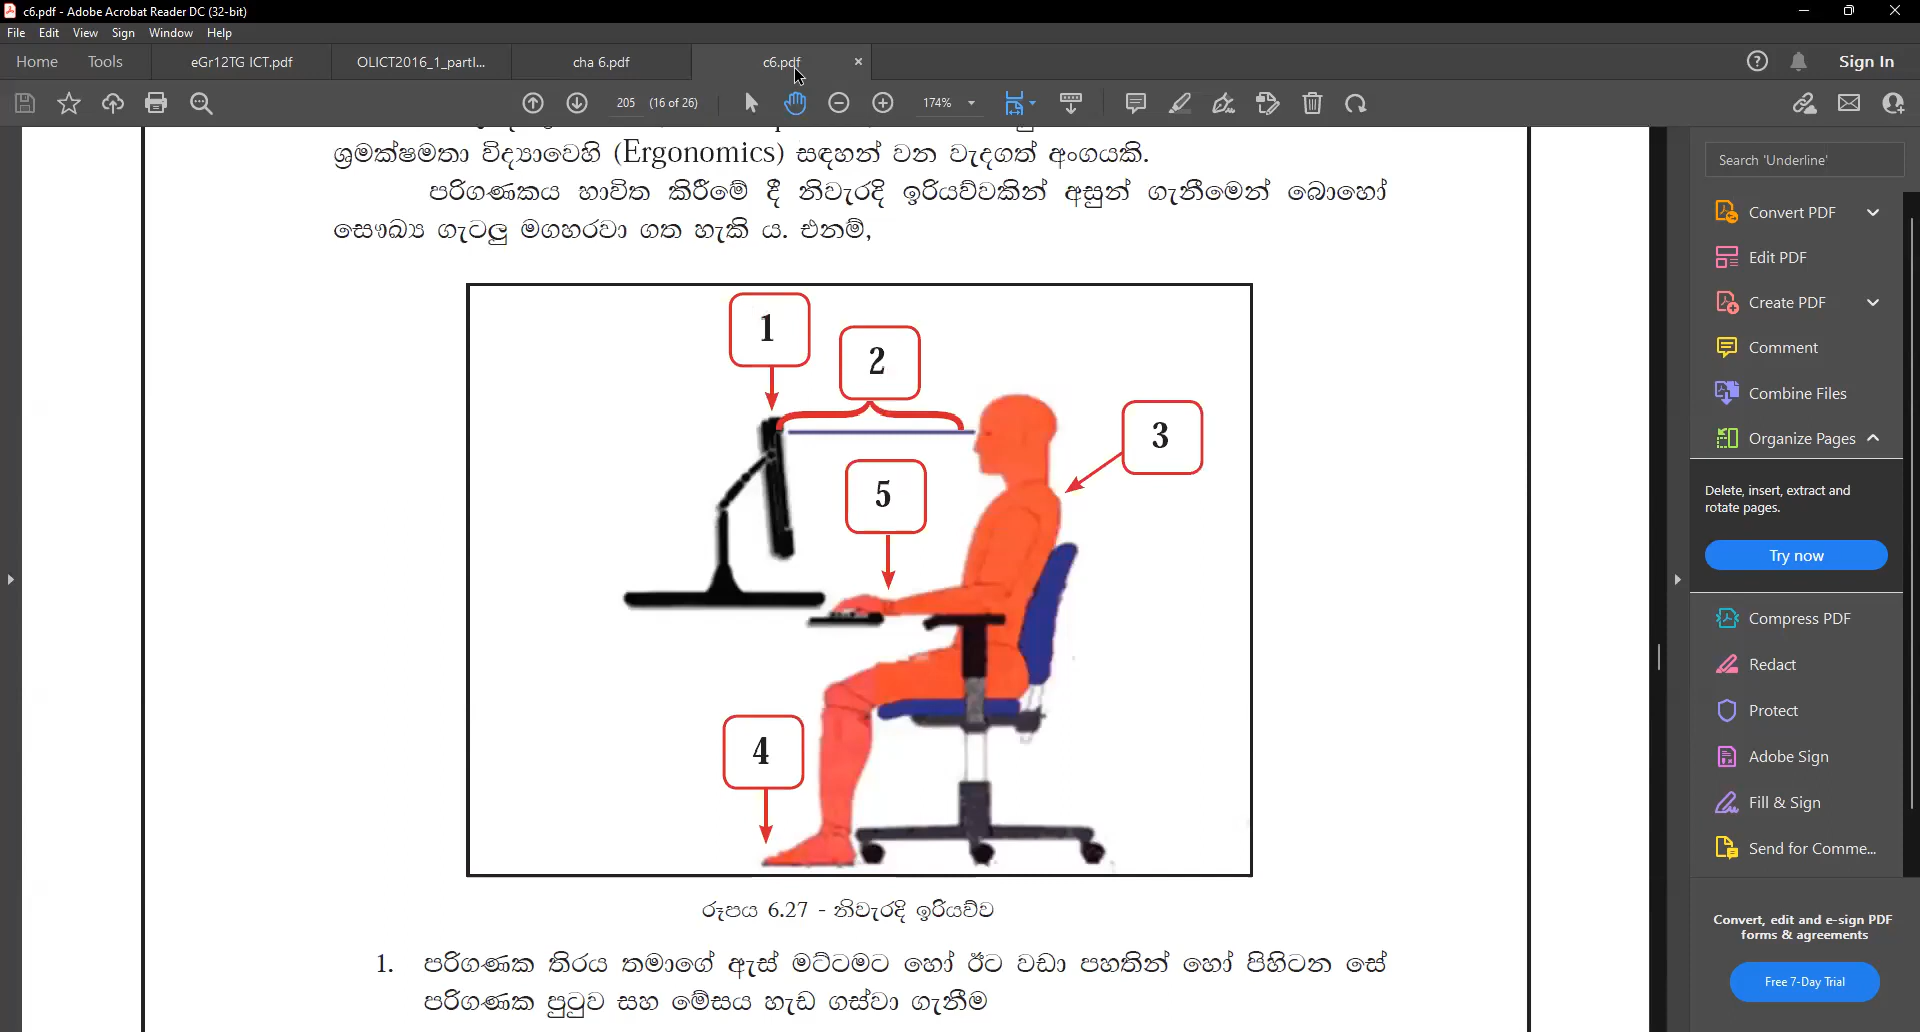 c6.pdf - Adobe Acrobat Reader DC (32-bit)
File Edit View Sign Window Help
Home Tools eGr12TG ICT.pdf OLICT2016_1_partI... cha 6.pdf c6.pdf × Sign In
205 (16 of 26) 174%
ශ්‍රමක්ෂමතා විද්‍යාවෙහි (Ergonomics) සඳහන් වන වැදගත් අංගයකි.
පරිගණකය භාවිත කිරීමේ දී නිවැරදි ඉරියව්වකින් අසුන් ගැනීමෙන් බොහෝ
සෞඛ්‍ය ගැටලු මගහරවා ගත හැකි ය. එනම්,
1
2
3
5
4
රූපය 6.27 - නිවැරදි ඉරියව්ව
1. පරිගණක තිරය තමාගේ ඇස් මට්ටමට හෝ ඊට වඩා පහතින් හෝ පිහිටන සේ
පරිගණක පුටුව සහ මේසය හැඩ ගස්වා ගැනීම
Search 'Underline'
Convert PDF
Edit PDF
Create PDF
Comment
Combine Files
Organize Pages
Delete, insert, extract and
rotate pages.
Try now
Compress PDF
Redact
Protect
Adobe Sign
Fill & Sign
Send for Comme...
Convert, edit and e-sign PDF
forms & agreements
Free 7-Day Trial